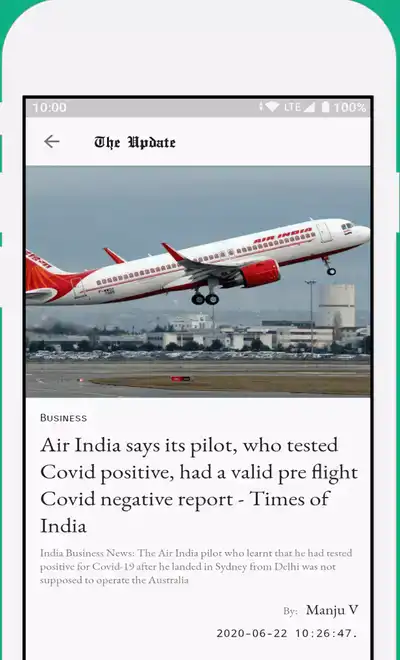 10:00 LTE 100%
The Update
AIR INDIA
Business
Air India says its pilot, who tested
Covid positive, had a valid pre flight
Covid negative report - Times of
India
India Business News: The Air India pilot who learnt that he had tested
positive for Covid-19 after he landed in Sydney from Delhi was not
supposed to operate the Australia
By: Manju V
2020-06-22 10:26:47.